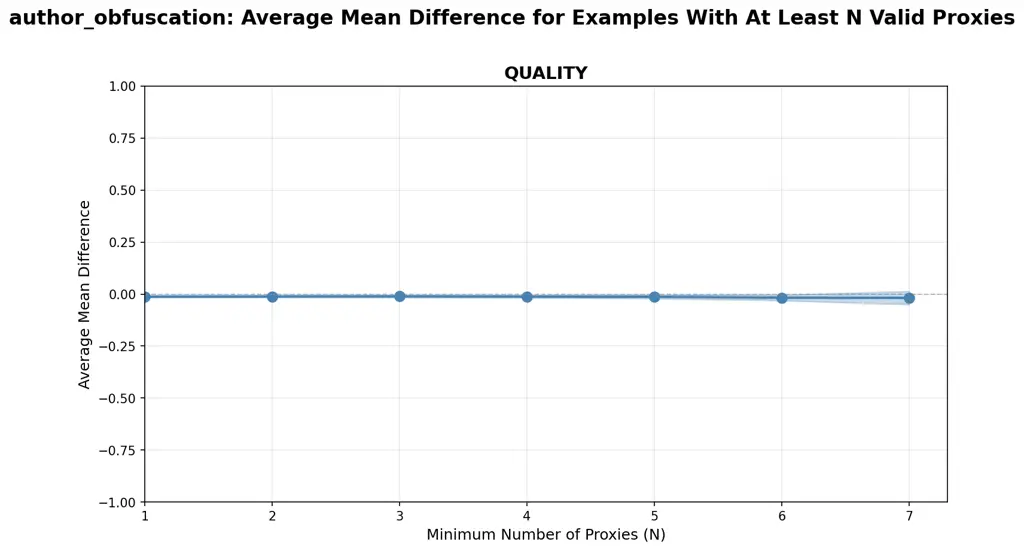 author_obfuscation: Average Mean Difference for Examples With At Least N Valid Proxies
QUALITY
1.00
0.75
0.50
0.25
0.00
−0.25
−0.50
−0.75
−1.00
Average Mean Difference
1 2 3 4 5 6 7
Minimum Number of Proxies (N)